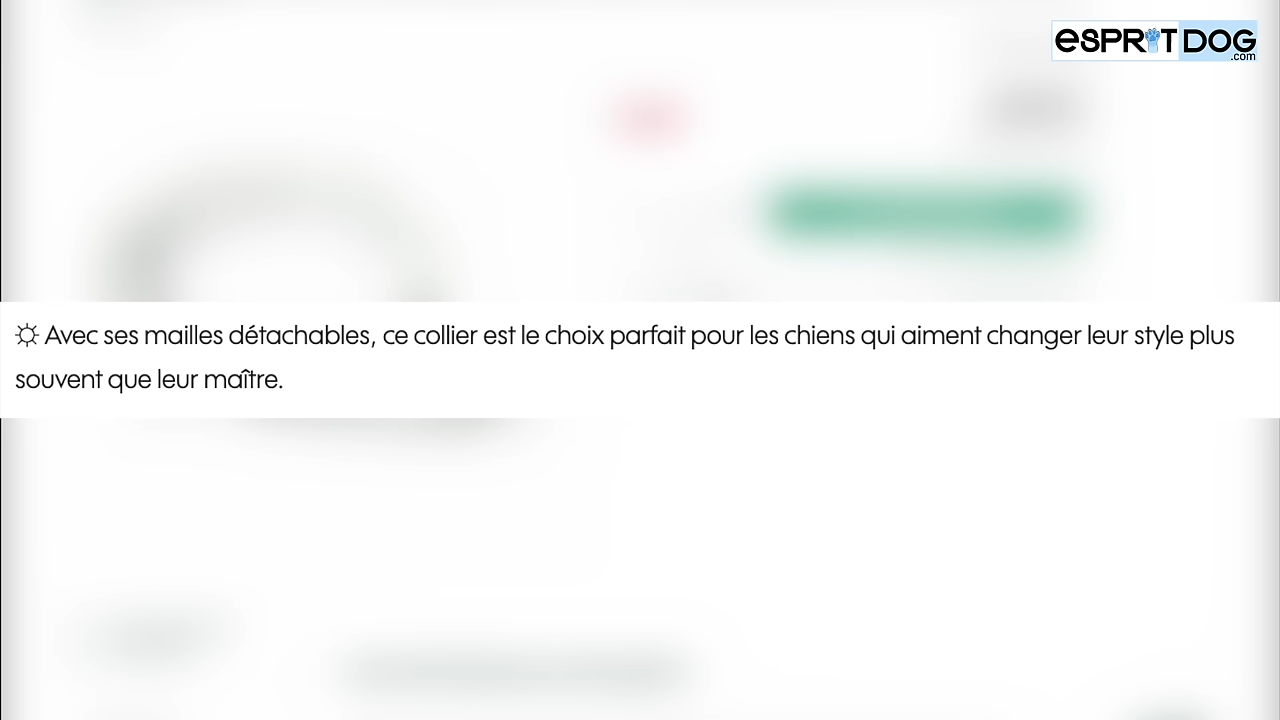 ESPRIT DOG
.com
☼ Avec ses mailles détachables, ce collier est le choix parfait pour les chiens qui aiment changer leur style plus
souvent que leur maître.